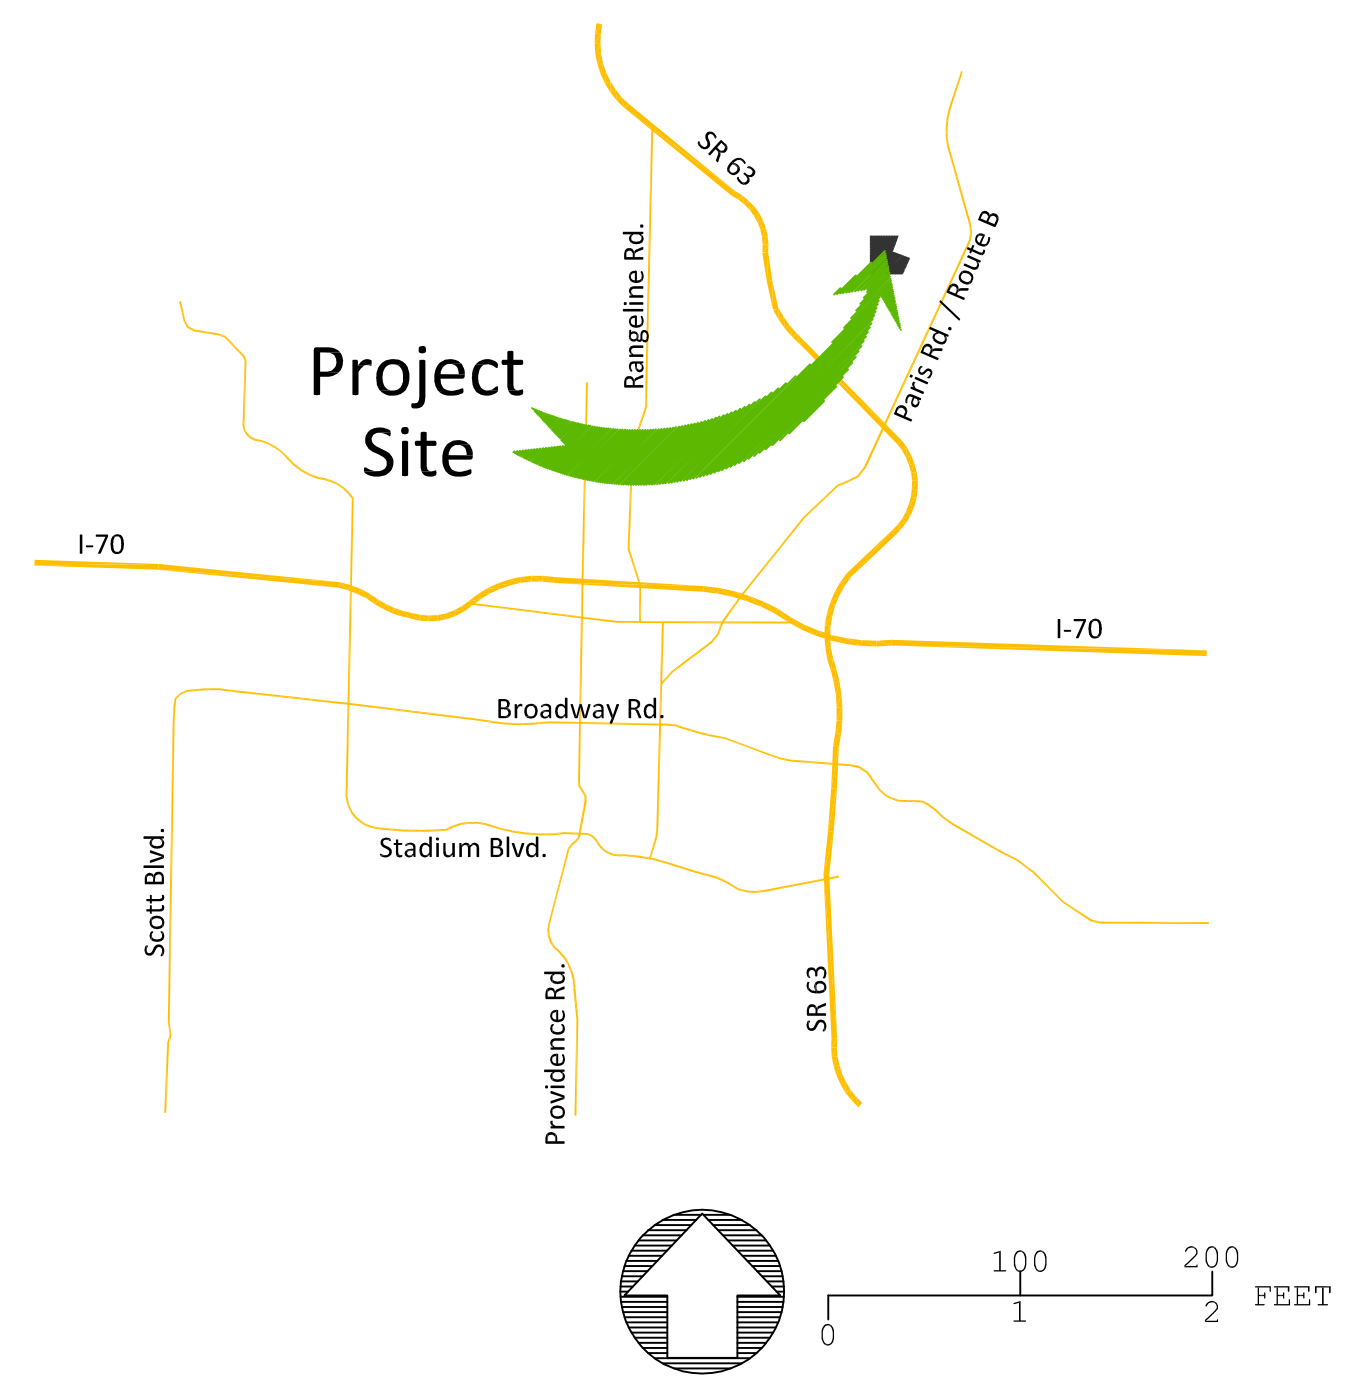 SR 63
Rangeline Rd.
Paris Rd. / Route B
Project
Site
I-70
I-70
Broadway Rd.
Stadium Blvd.
Scott Blvd.
Providence Rd.
SR 63
100 200
FEET
0 1 2